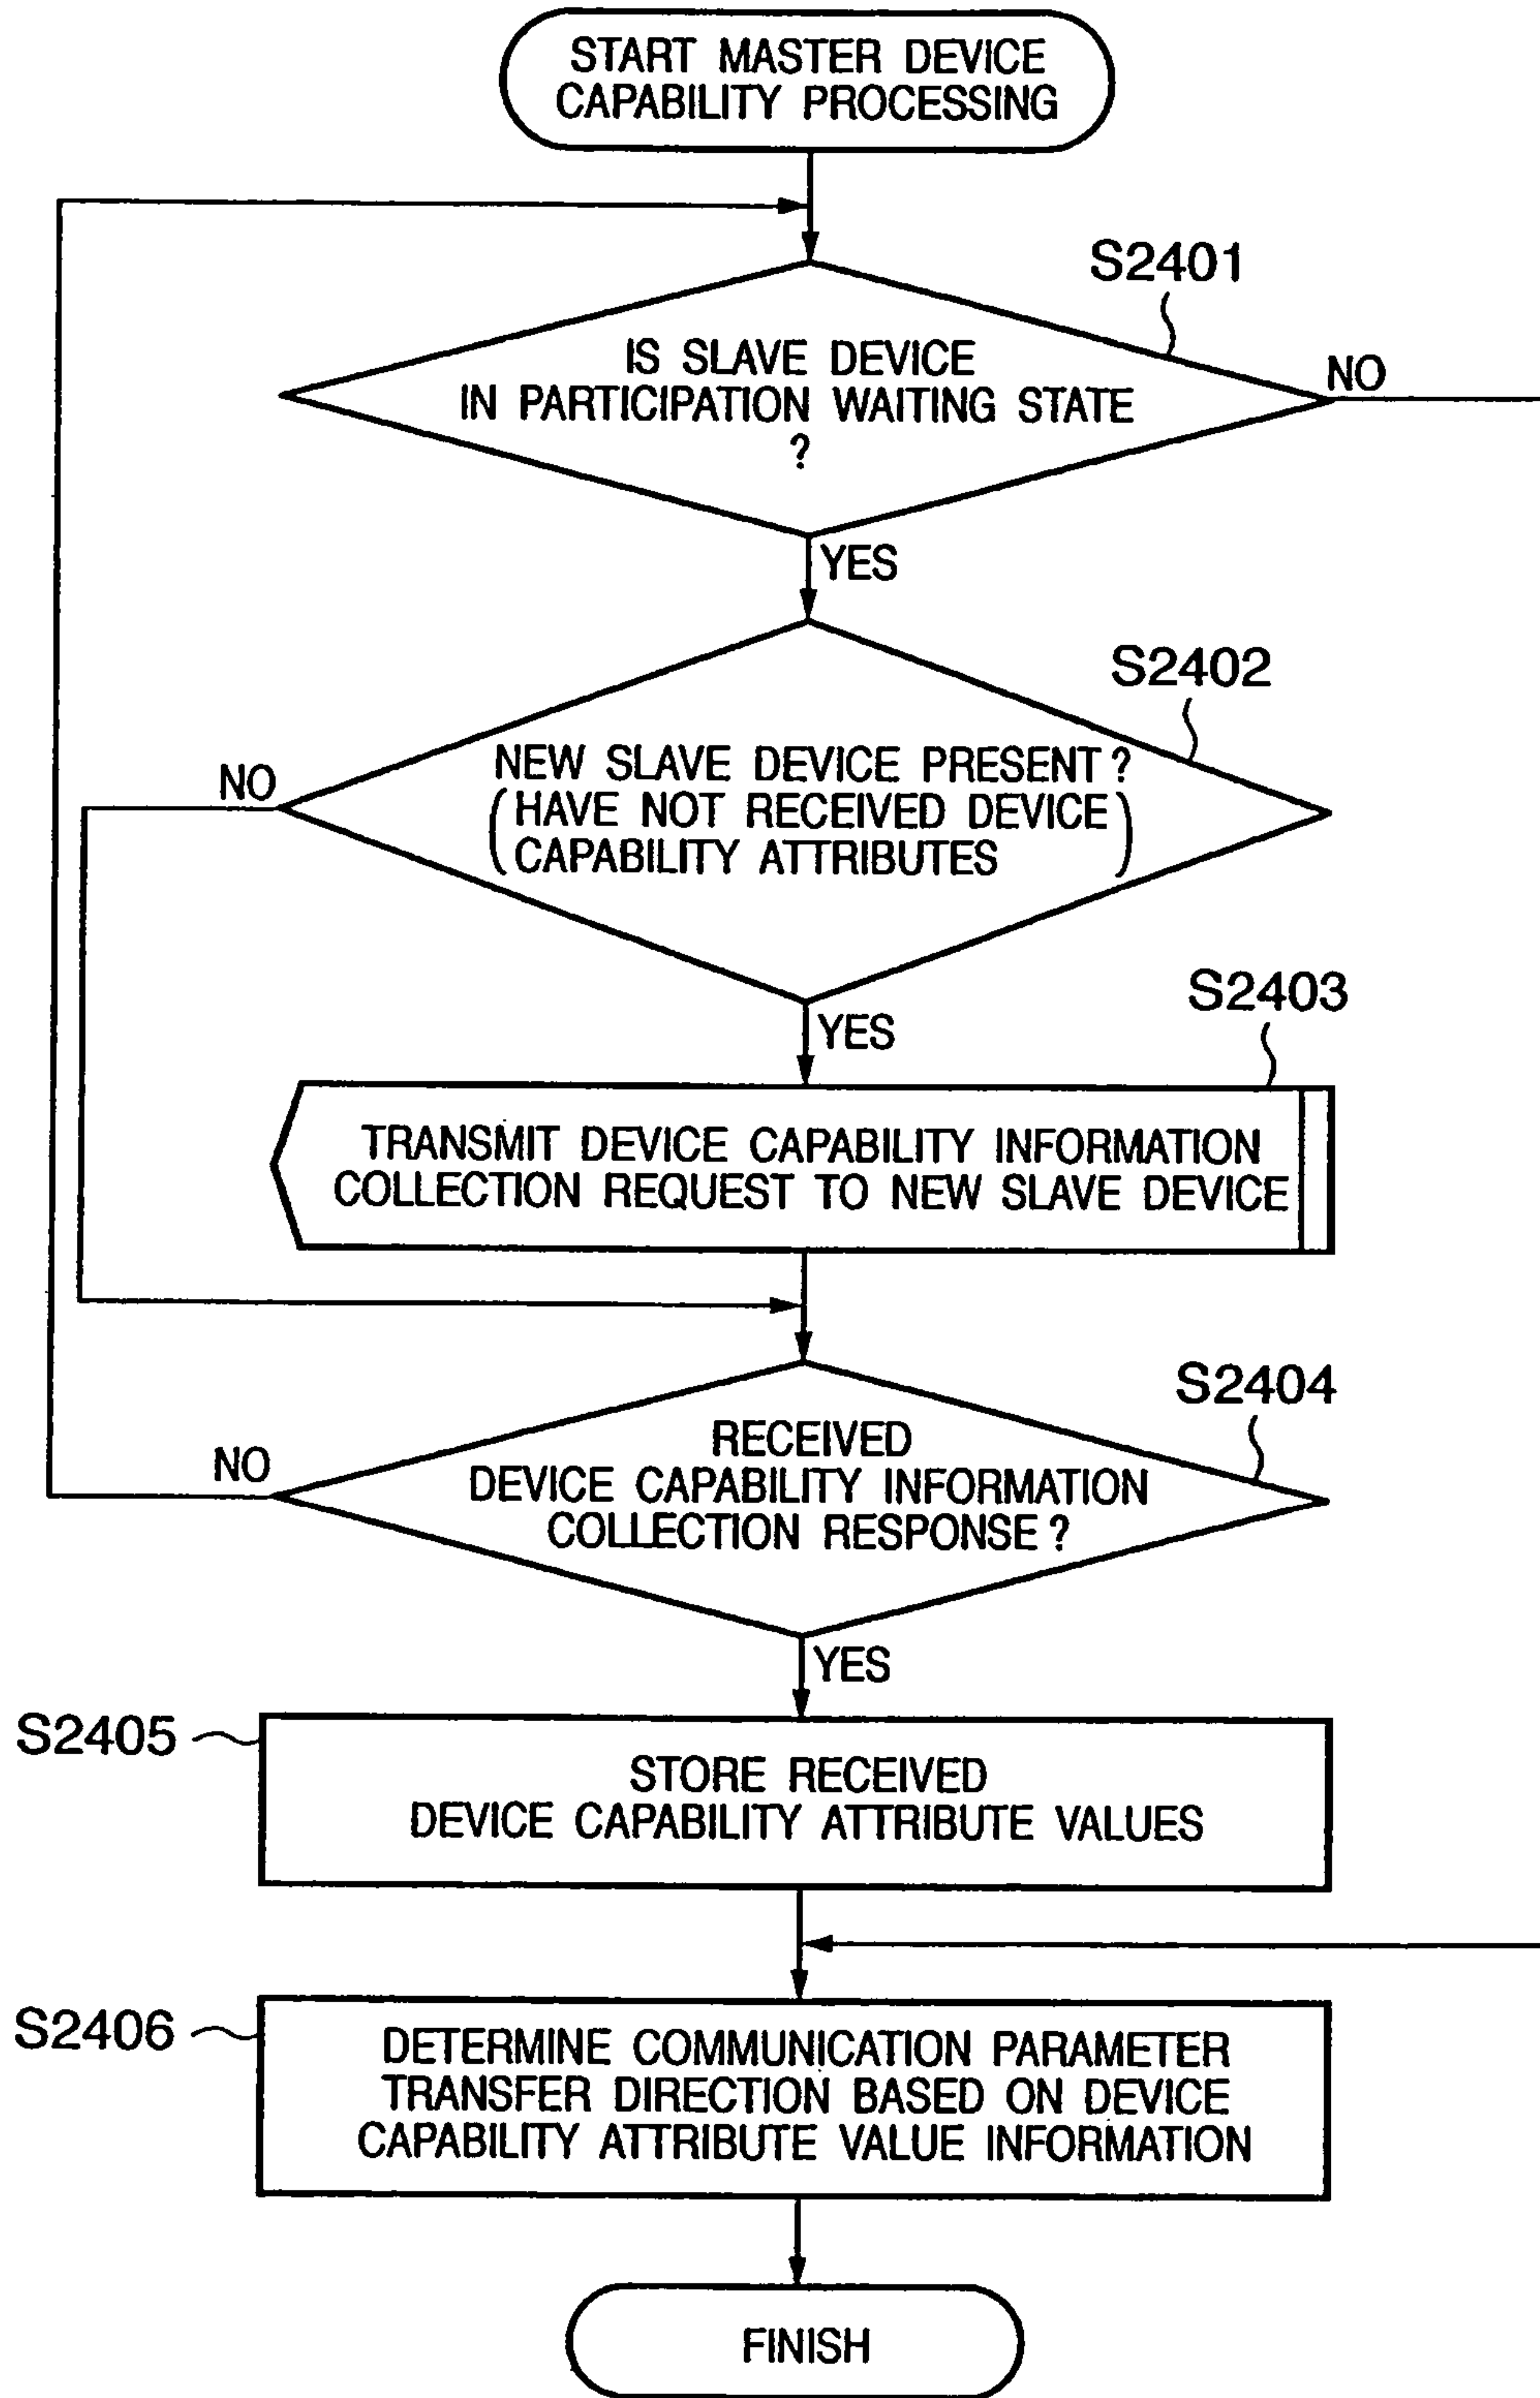 START MASTER DEVICE
CAPABILITY PROCESSING
S2401
IS SLAVE DEVICE
IN PARTICIPATION WAITING STATE
?
NO
YES
S2402
NEW SLAVE DEVICE PRESENT?
(HAVE NOT RECEIVED DEVICE
CAPABILITY ATTRIBUTES)
NO
YES
S2403
TRANSMIT DEVICE CAPABILITY INFORMATION
COLLECTION REQUEST TO NEW SLAVE DEVICE
S2404
RECEIVED
DEVICE CAPABILITY INFORMATION
COLLECTION RESPONSE?
NO
YES
S2405
STORE RECEIVED
DEVICE CAPABILITY ATTRIBUTE VALUES
S2406
DETERMINE COMMUNICATION PARAMETER
TRANSFER DIRECTION BASED ON DEVICE
CAPABILITY ATTRIBUTE VALUE INFORMATION
FINISH